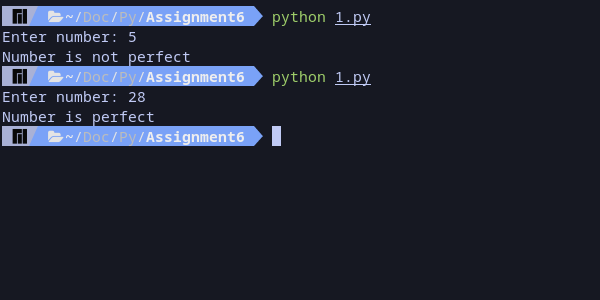 ~/Doc/Py/Assignment6 python 1.py
Enter number: 5
Number is not perfect
~/Doc/Py/Assignment6 python 1.py
Enter number: 28
Number is perfect
~/Doc/Py/Assignment6